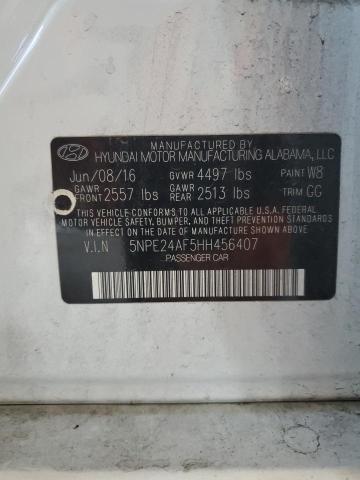 MANUFACTURED BY
HYUNDAI MOTOR MANUFACTURING ALABAMA, LLC
Jun/08/16 GVWR 4497 lbs PAINT W8
GAWR FRONT 2557 lbs GAWR REAR 2513 lbs TRIM GG
THIS VEHICLE CONFORMS TO ALL APPLICABLE U.S.A. FEDERAL
MOTOR VEHICLE SAFETY, BUMPER, AND THEFT PREVENTION STANDARDS
IN EFFECT ON THE DATE OF MANUFACTURE SHOWN ABOVE.
V.I.N 5NPE24AF5HH456407
PASSENGER CAR